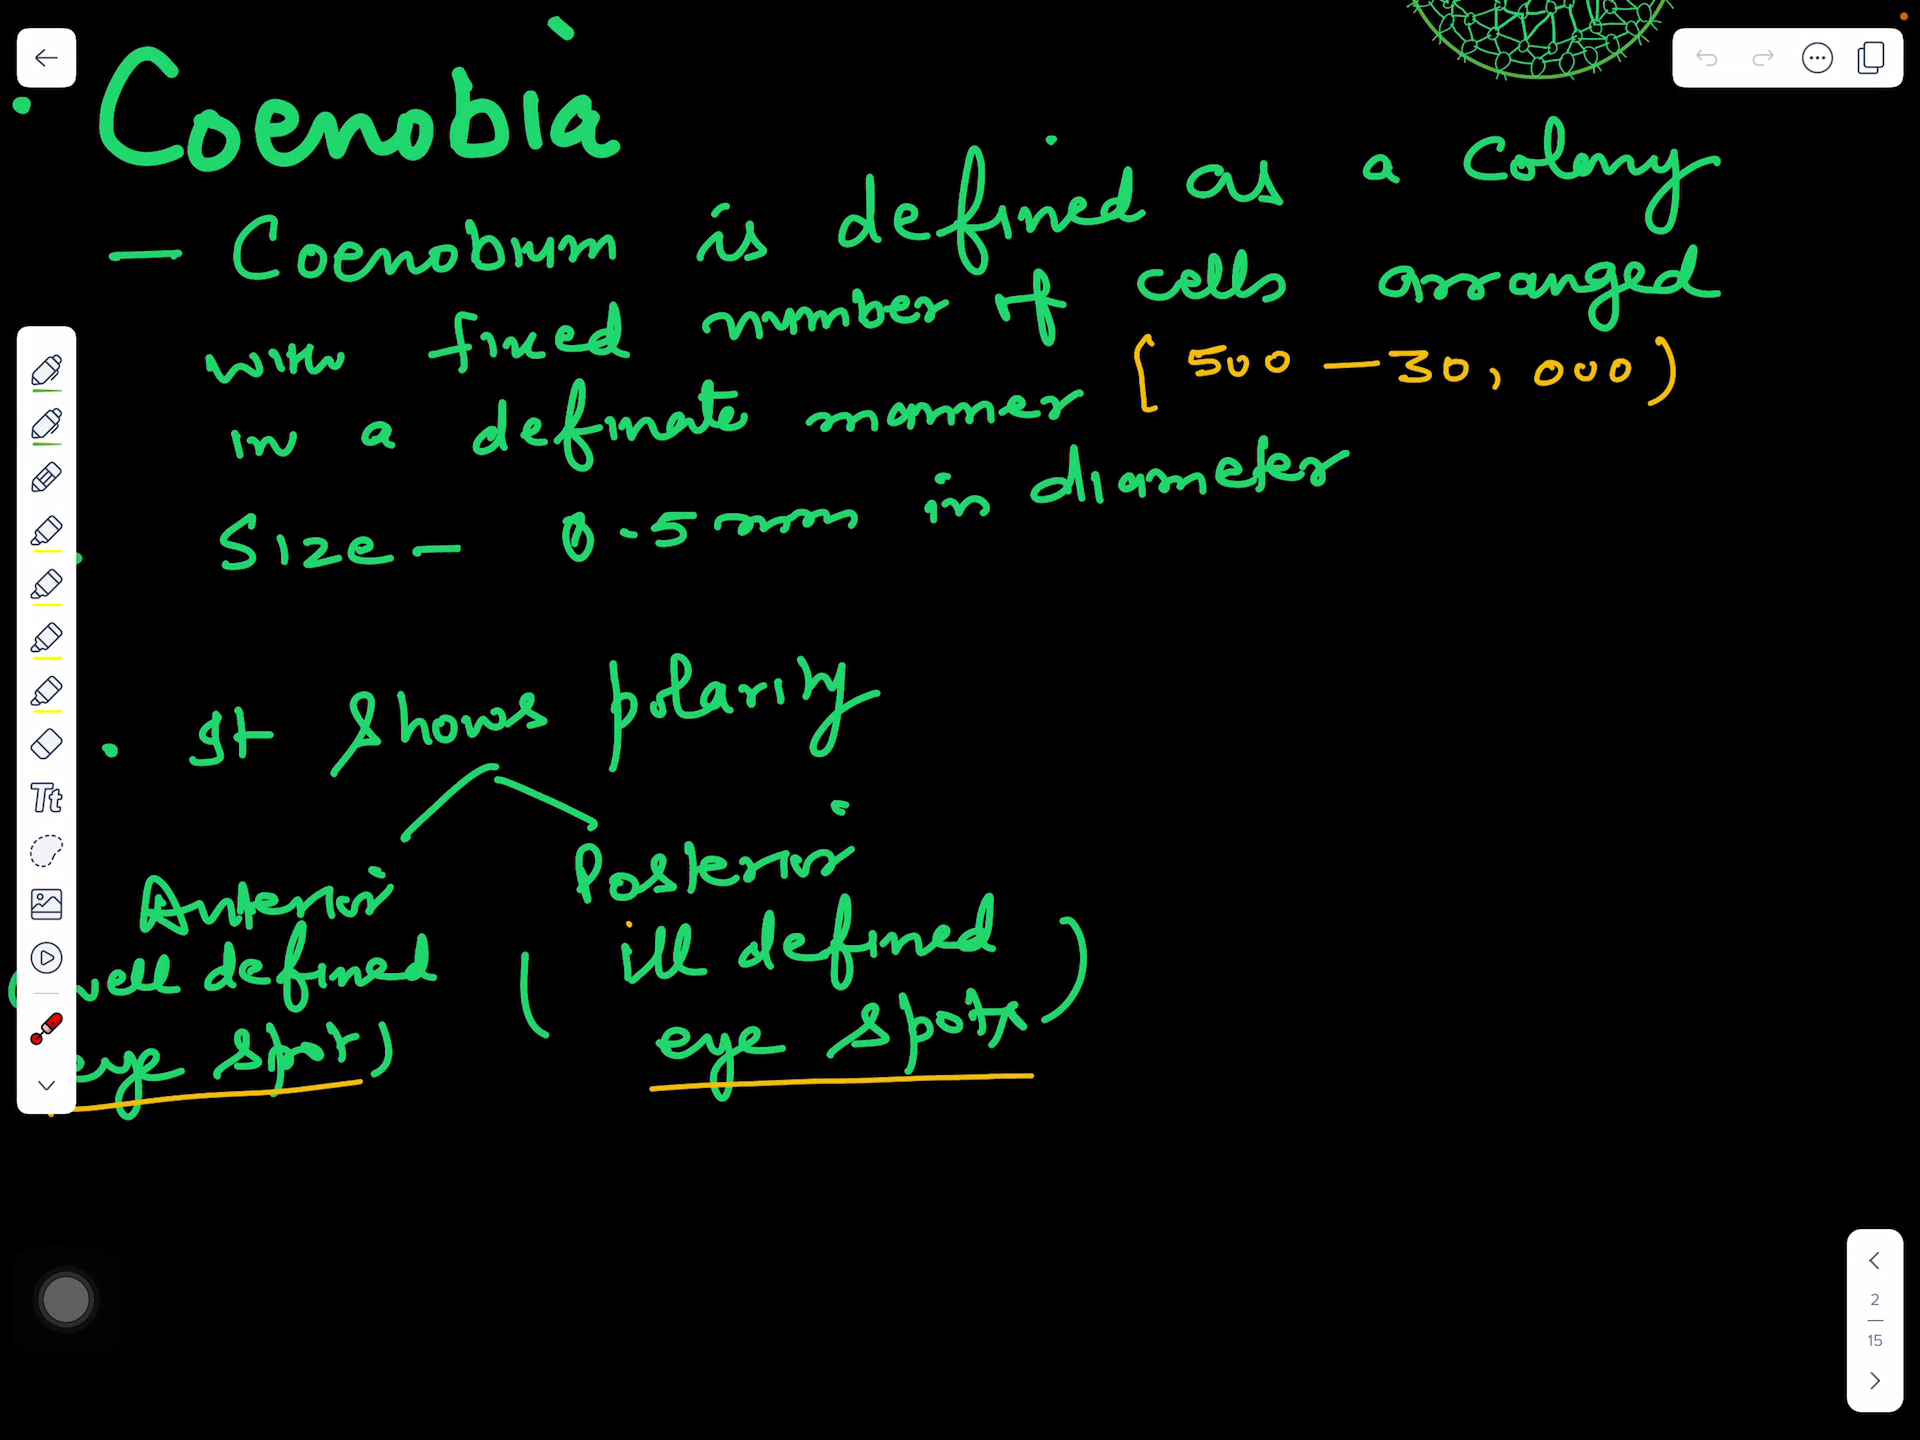 Coenobia
— Coenobium is defined as a colony
with fixed number of cells arranged
in a definate manner [500 — 30,000)
Size — 0.5 mm in diameter
• It shows polarity
Anterior Posterior
(well defined (ill defined
eye spot) eye spots)
Tt
2
15